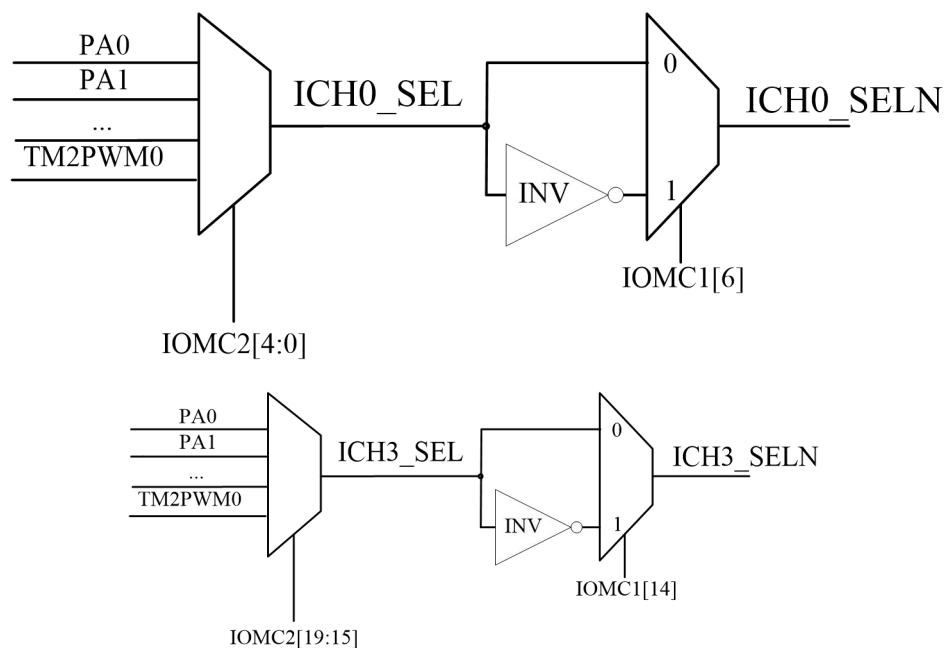 PA0
PA1
...
TM2PWM0
ICH0_SEL
0
ICH0_SELN
INV
1
IOMC1[6]
IOMC2[4:0]
PA0
PA1
...
TM2PWM0
ICH3_SEL
0
ICH3_SELN
INV
1
IOMC1[14]
IOMC2[19:15]